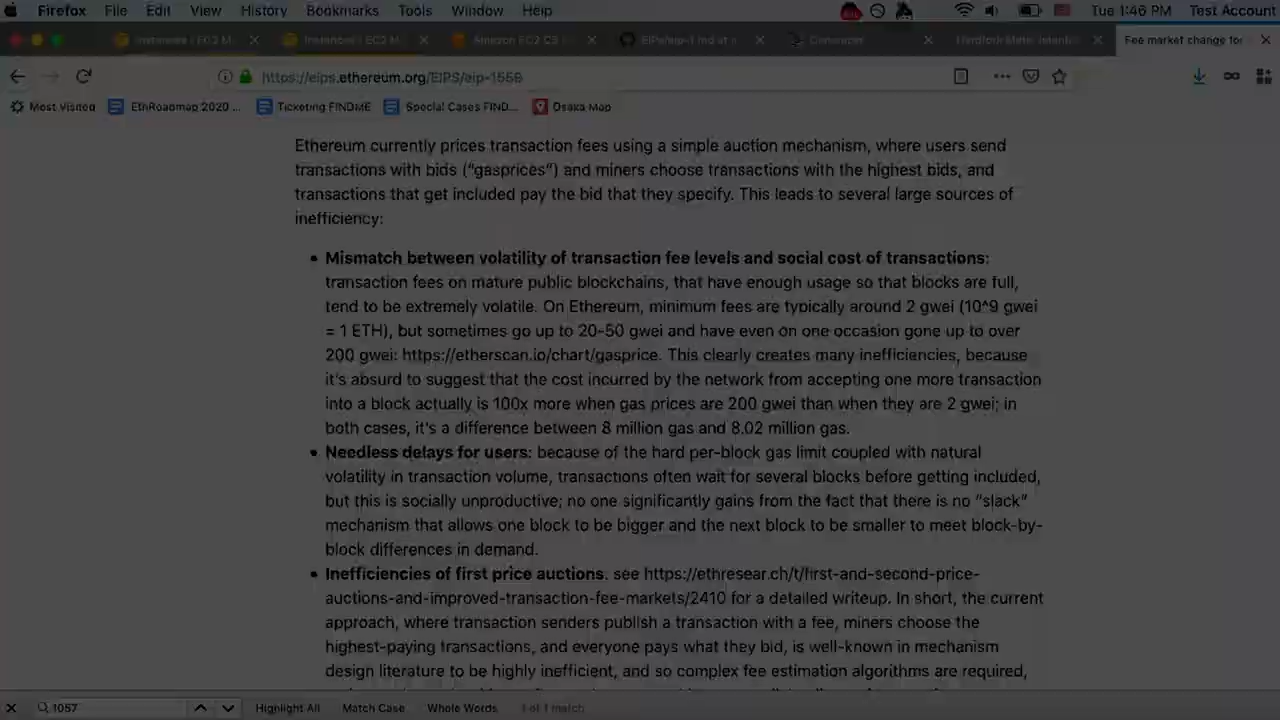 Firefox File Edit View History Bookmarks Tools Window Help Tue 1:46 PM Test Account
Instances | EC2 M Instances | EC2 M Amazon EC2 C5 EIPs/eip-1.md at Fee market change for
https://eips.ethereum.org/EIPS/eip-1559
Most Visited EthRoadmap 2020 ... Ticketing FINDME Special Cases FIND... Osaka Map
Ethereum currently prices transaction fees using a simple auction mechanism, where users send
transactions with bids (“gasprices”) and miners choose transactions with the highest bids, and
transactions that get included pay the bid that they specify. This leads to several large sources of
inefficiency:
• Mismatch between volatility of transaction fee levels and social cost of transactions:
transaction fees on mature public blockchains, that have enough usage so that blocks are full,
tend to be extremely volatile. On Ethereum, minimum fees are typically around 2 gwei (10^9 gwei
= 1 ETH), but sometimes go up to 20-50 gwei and have even on one occasion gone up to over
200 gwei: https://etherscan.io/chart/gasprice. This clearly creates many inefficiencies, because
it's absurd to suggest that the cost incurred by the network from accepting one more transaction
into a block actually is 100x more when gas prices are 200 gwei than when they are 2 gwei; in
both cases, it's a difference between 8 million gas and 8.02 million gas.
• Needless delays for users: because of the hard per-block gas limit coupled with natural
volatility in transaction volume, transactions often wait for several blocks before getting included,
but this is socially unproductive; no one significantly gains from the fact that there is no “slack”
mechanism that allows one block to be bigger and the next block to be smaller to meet block-by-
block differences in demand.
• Inefficiencies of first price auctions. see https://ethresear.ch/t/first-and-second-price-
auctions-and-improved-transaction-fee-markets/2410 for a detailed writeup. In short, the current
approach, where transaction senders publish a transaction with a fee, miners choose the
highest-paying transactions, and everyone pays what they bid, is well-known in mechanism
design literature to be highly inefficient, and so complex fee estimation algorithms are required,
1057 Highlight All Match Case Whole Words 1 of 1 match